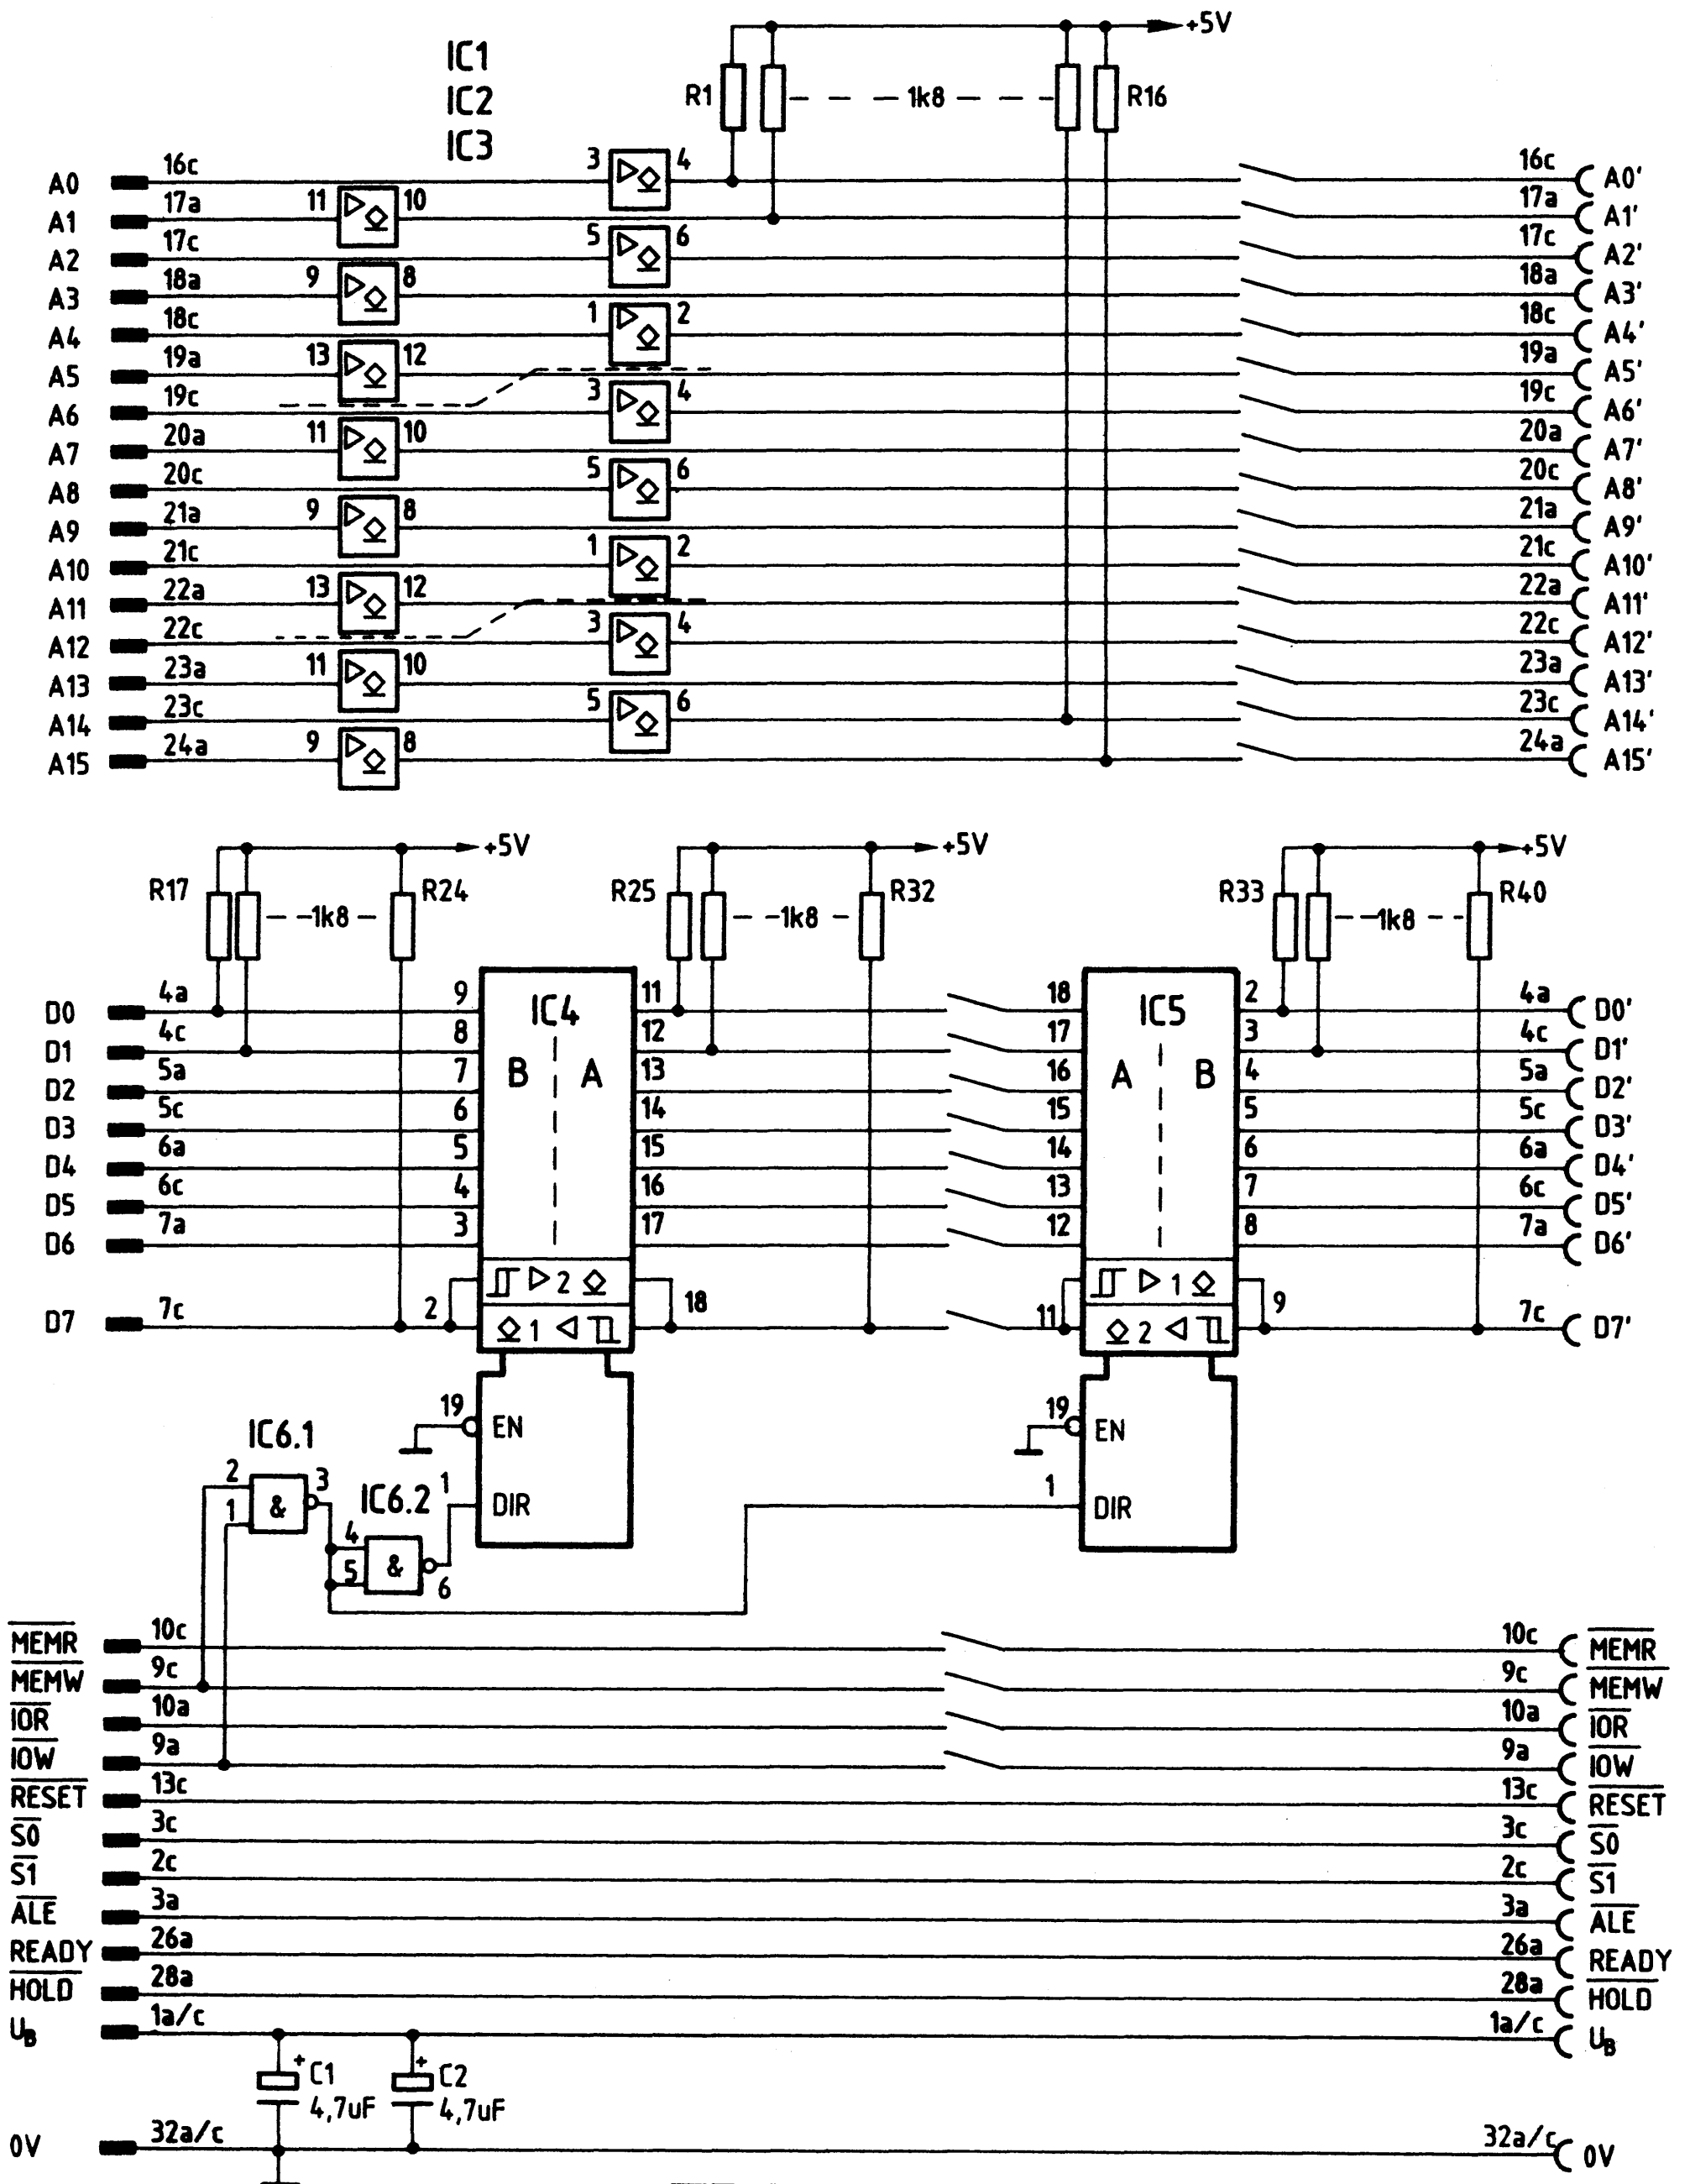 +5V
IC1
IC2
IC3
R1 1k8 R16
A0 16c 3 4 16c A0'
A1 17a 11 10 17a A1'
A2 17c 5 6 17c A2'
A3 18a 9 8 18a A3'
A4 18c 1 2 18c A4'
A5 19a 13 12 19a A5'
A6 19c 3 4 19c A6'
A7 20a 11 10 20a A7'
A8 20c 5 6 20c A8'
A9 21a 9 8 21a A9'
A10 21c 1 2 21c A10'
A11 22a 13 12 22a A11'
A12 22c 3 4 22c A12'
A13 23a 11 10 23a A13'
A14 23c 5 6 23c A14'
A15 24a 9 8 24a A15'
+5V +5V +5V
R17 1k8 R24 R25 1k8 R32 R33 1k8 R40
D0 4a 9 IC4 11 18 IC5 2 4a D0'
D1 4c 8 12 17 3 4c D1'
D2 5a 7 B A 13 16 A B 4 5a D2'
D3 5c 6 14 15 5 5c D3'
D4 6a 5 15 14 6 6a D4'
D5 6c 4 16 13 7 6c D5'
D6 7a 3 17 12 8 7a D6'
2 1
D7 7c 2 1 18 11 2 9 7c D7'
19 EN 19 EN
IC6.1
2 3 1 DIR 1 DIR
1 &
IC6.2
4
5 & 6
MEMR 10c 10c MEMR
MEMW 9c 9c MEMW
IOR 10a 10a IOR
IOW 9a 9a IOW
RESET 13c 13c RESET
S0 3c 3c S0
S1 2c 2c S1
ALE 3a 3a ALE
READY 26a 26a READY
HOLD 28a 28a HOLD
UB 1a/c 1a/c UB
+ C1 + C2
4,7uF 4,7uF
0V 32a/c 32a/c 0V